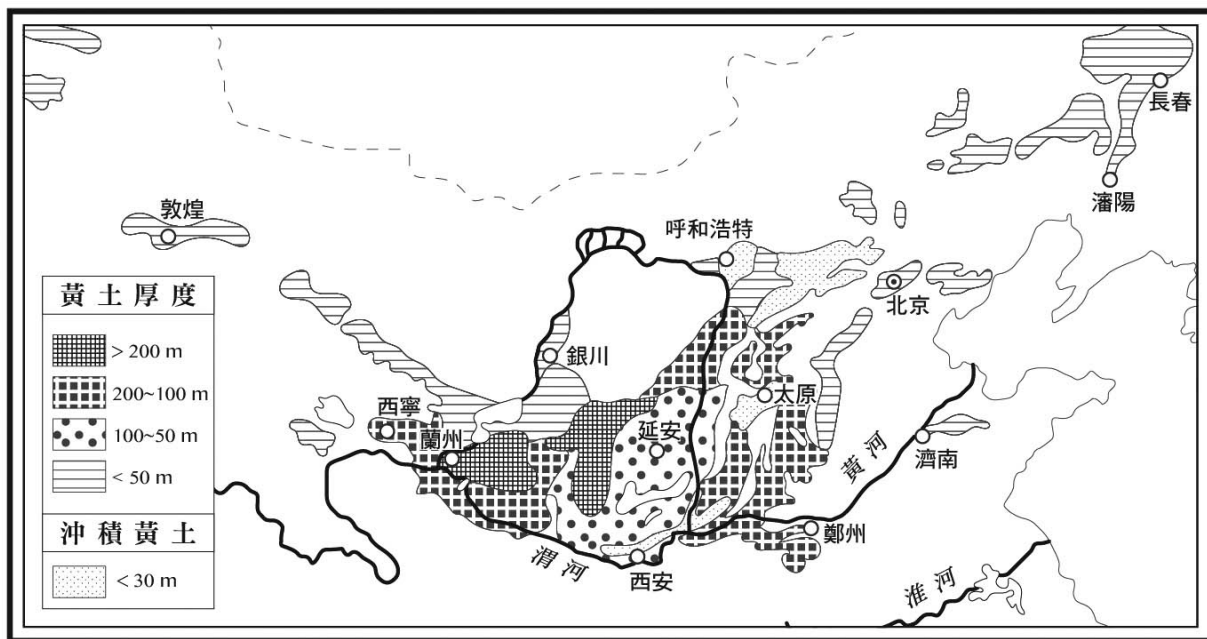 長春
瀋陽
敦煌
呼和浩特
北京
黃土厚度
> 200 m
200~100 m
100~50 m
< 50 m
沖積黃土
< 30 m
銀川
太原
西寧
蘭州
延安
黃河
濟南
鄭州
渭河
西安
淮河